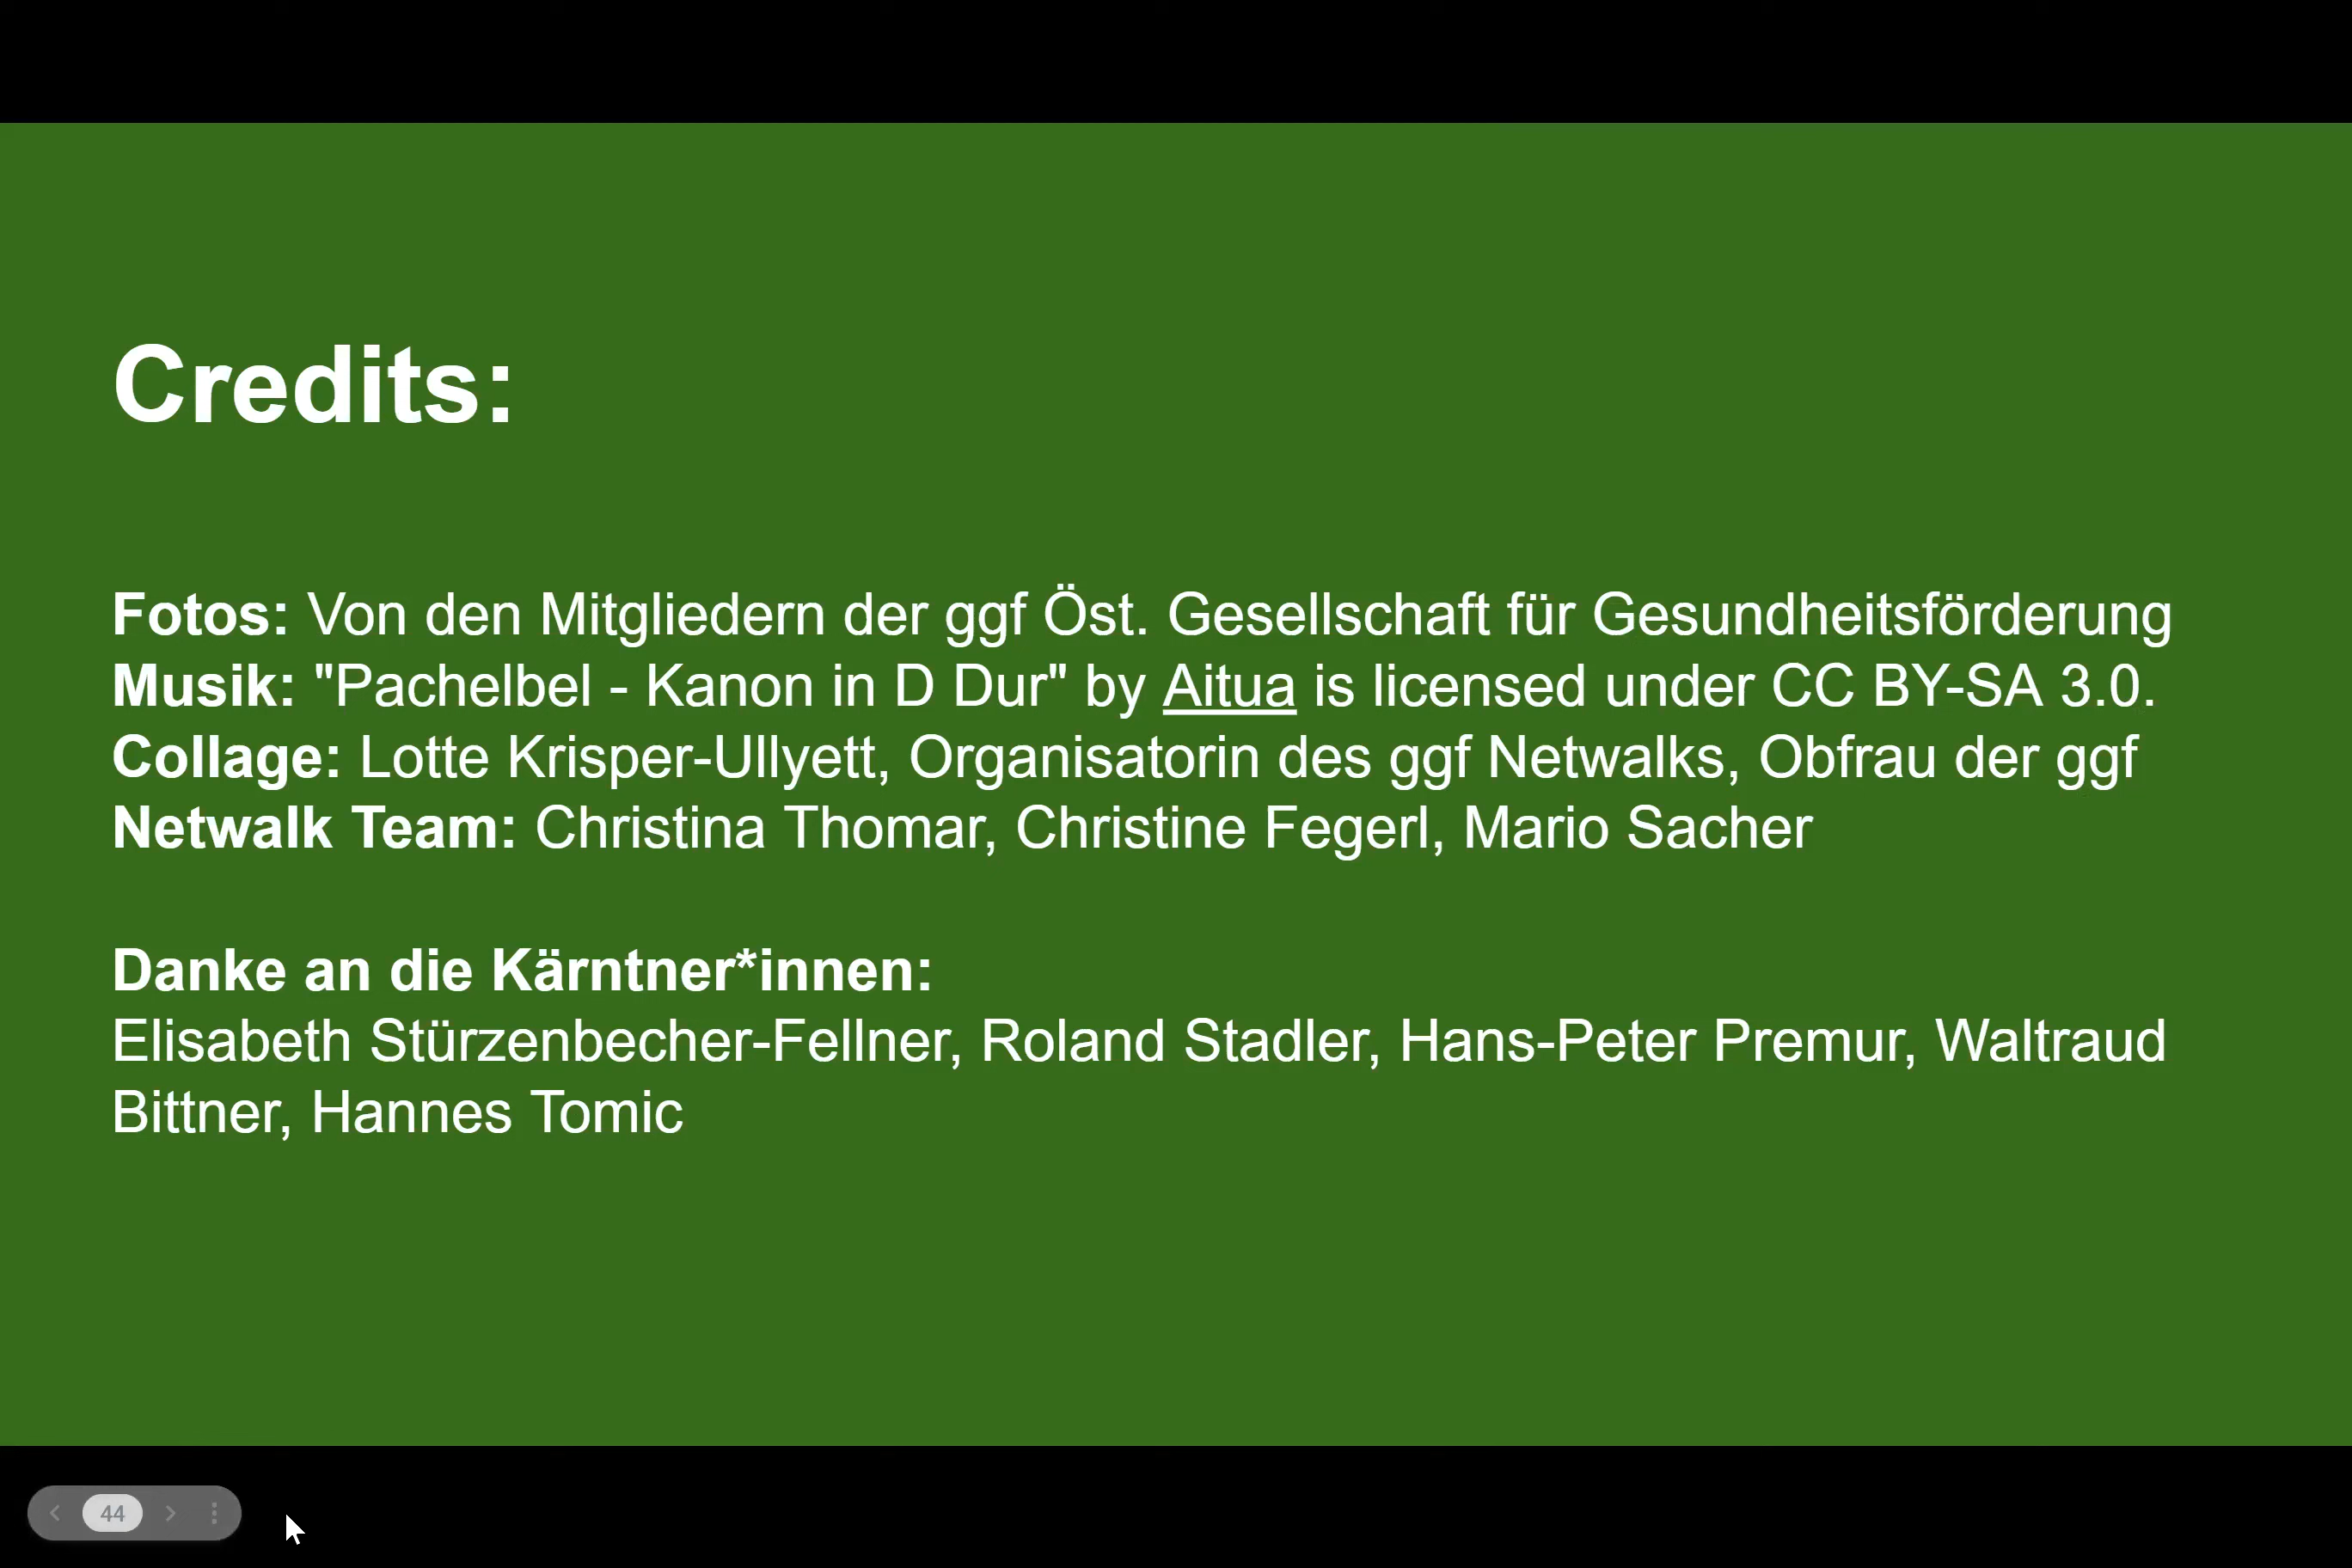 Credits:
Fotos: Von den Mitgliedern der ggf Öst. Gesellschaft für Gesundheitsförderung
Musik: "Pachelbel - Kanon in D Dur" by Aitua is licensed under CC BY-SA 3.0.
Collage: Lotte Krisper-Ullyett, Organisatorin des ggf Netwalks, Obfrau der ggf
Netwalk Team: Christina Thomar, Christine Fegerl, Mario Sacher
Danke an die Kärntner*innen:
Elisabeth Stürzenbecher-Fellner, Roland Stadler, Hans-Peter Premur, Waltraud
Bittner, Hannes Tomic
44